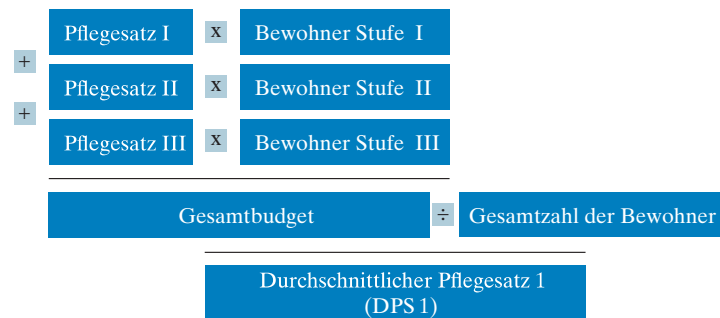 Pflegesatz I x Bewohner Stufe I
+
Pflegesatz II x Bewohner Stufe II
+
Pflegesatz III x Bewohner Stufe III
Gesamtbudget ÷ Gesamtzahl der Bewohner
Durchschnittlicher Pflegesatz 1
(DPS 1)